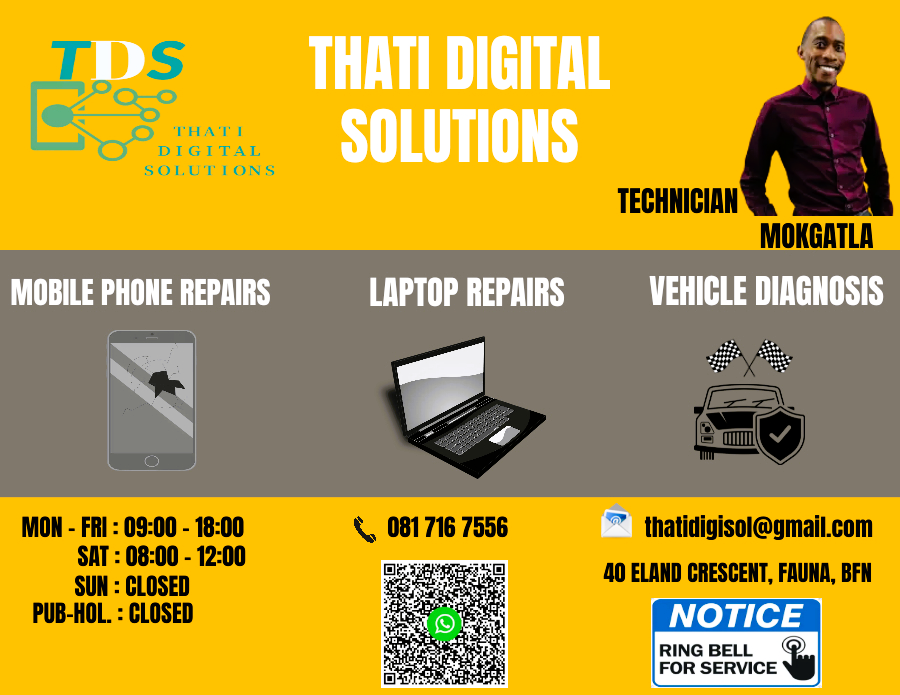 TDS
THATI
DIGITAL
SOLUTIONS
THATI DIGITAL
SOLUTIONS
TECHNICIAN
MOKGATLA
MOBILE PHONE REPAIRS
LAPTOP REPAIRS
VEHICLE DIAGNOSIS
MON - FRI : 09:00 - 18:00
SAT : 08:00 - 12:00
SUN : CLOSED
PUB-HOL. : CLOSED
081 716 7556
thatidigisol@gmail.com
40 ELAND CRESCENT, FAUNA, BFN
NOTICE
RING BELL
FOR SERVICE